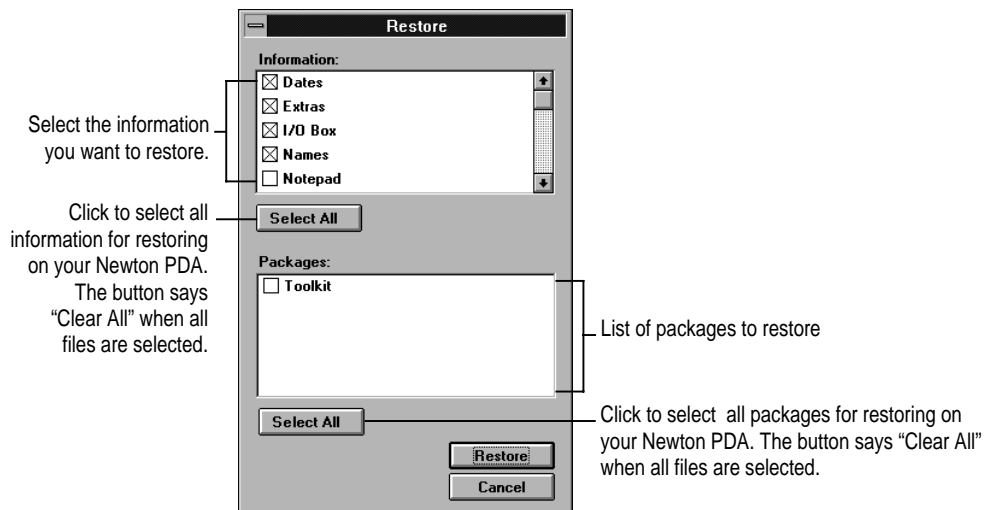 Restore
Information:
Dates
Extras
I/O Box
Names
Notepad
Select the information
you want to restore.
Select All
Click to select all
information for restoring
on your Newton PDA.
The button says
“Clear All” when all
files are selected.
Packages:
Toolkit
List of packages to restore
Select All
Click to select  all packages for restoring on
your Newton PDA. The button says “Clear All”
when all files are selected.
Restore
Cancel